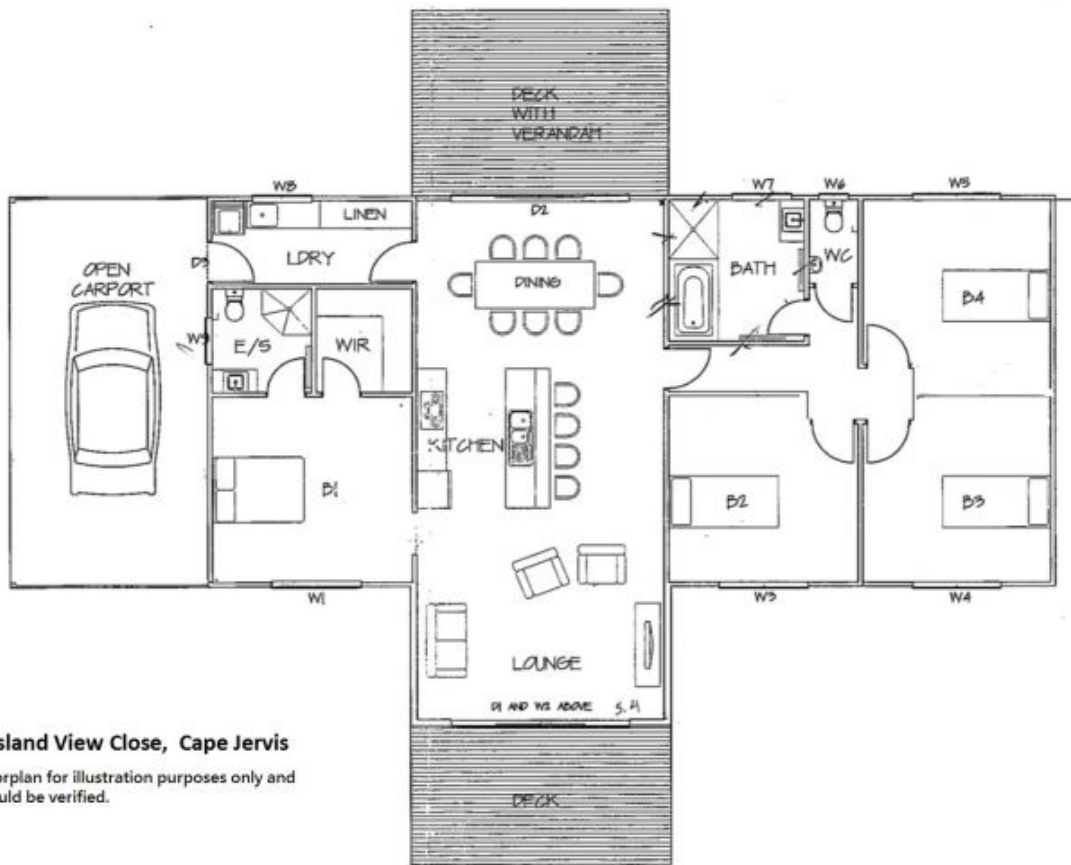 DECK
WITH
VERANDAH
W8
W7
W6
W5
D2
LINEN
LDRY
D3
OPEN
CARPORT
DINING
BATH
WC
B4
W9
E/S
WIR
KITCHEN
B1
B2
B3
W1
W3
W4
LOUNGE
D1 AND W2 ABOVE
5.4
sland View Close, Cape Jervis
orplan for illustration purposes only and
uld be verified.
DECK